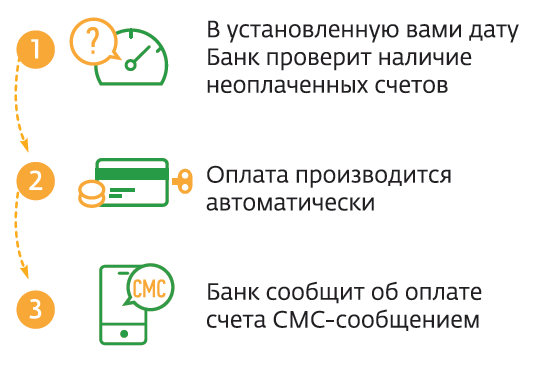 1
?
В установленную вами дату
Банк проверит наличие
неоплаченных счетов
2
Оплата производится
автоматически
3
СМС
Банк сообщит об оплате
счета СМС-сообщением